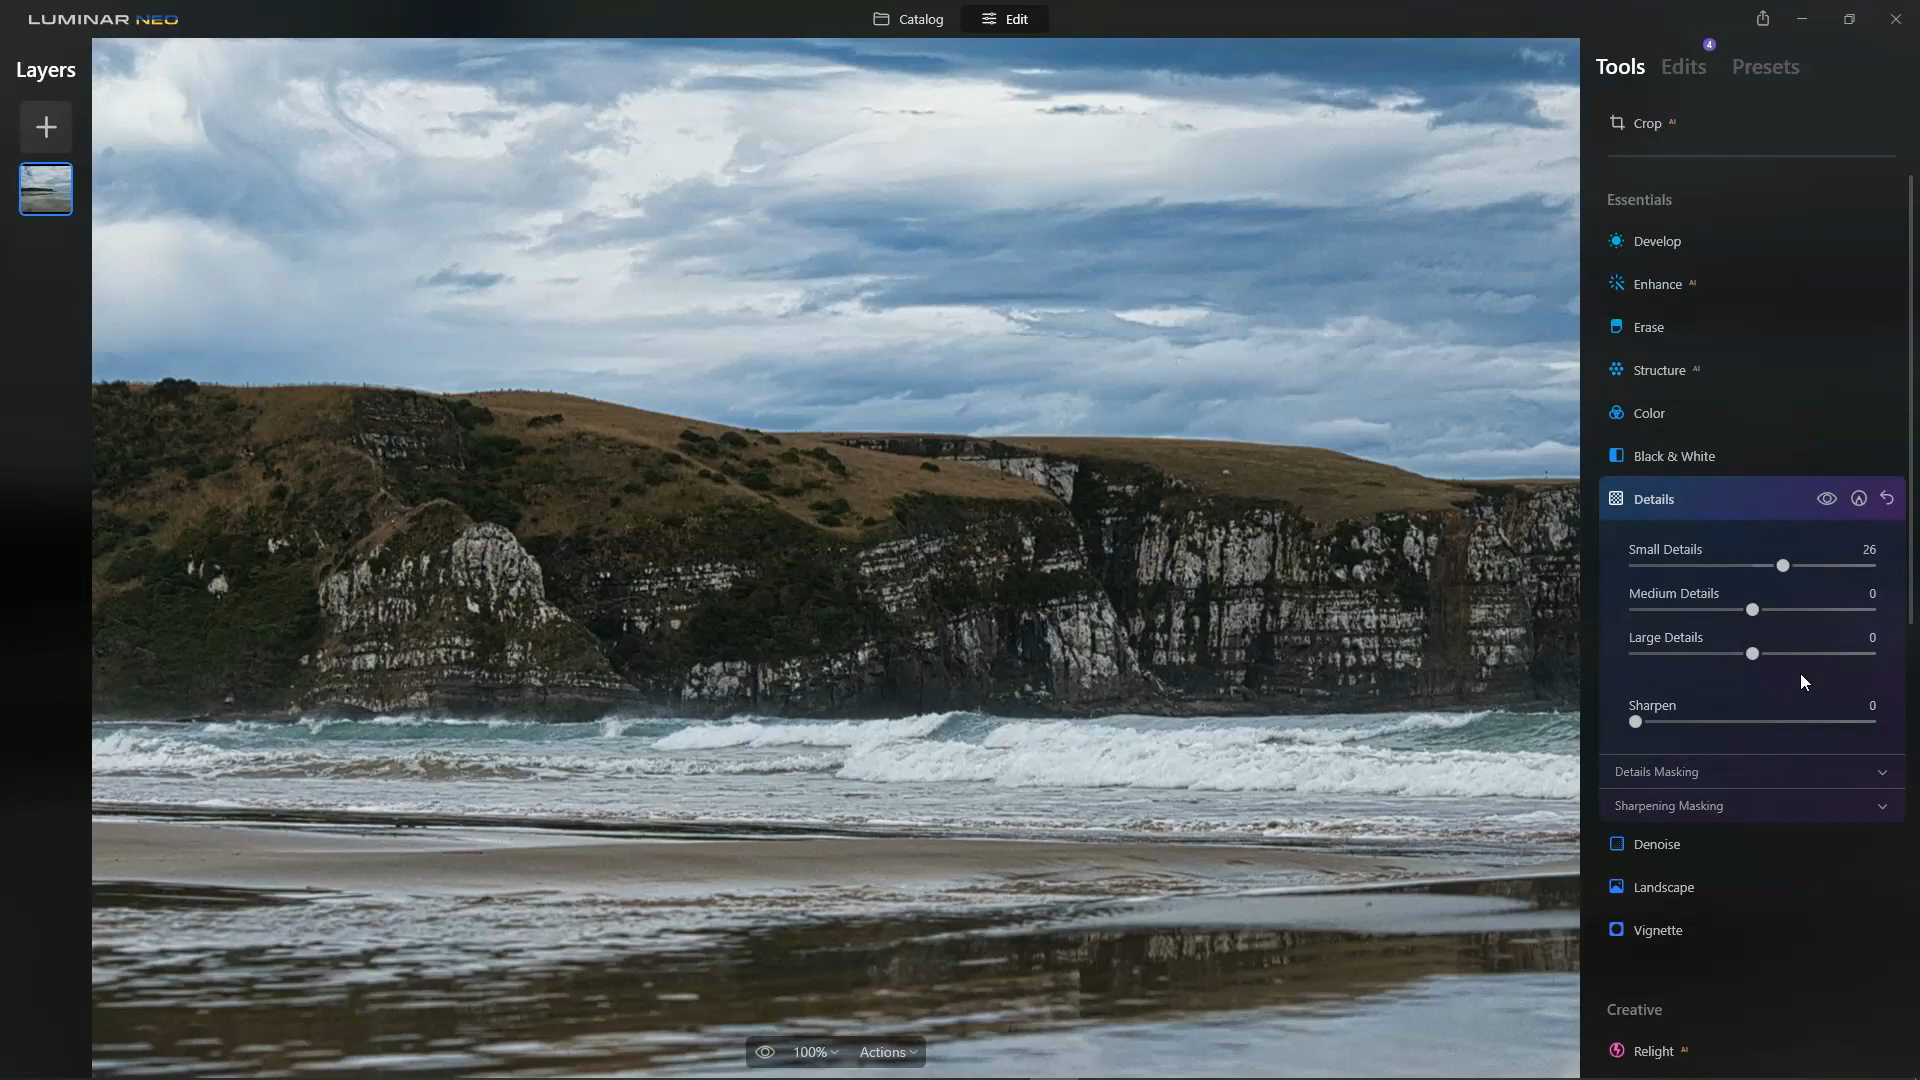 LUMINAR NEO
Catalog
Edit
Layers
4
Tools Edits Presets
Crop AI
Essentials
Develop
Enhance AI
Erase
Structure AI
Color
Black & White
Details
Small Details 26
Medium Details 0
Large Details 0
Sharpen 0
Details Masking
Sharpening Masking
Denoise
Landscape
Vignette
Creative
Relight AI
100% Actions